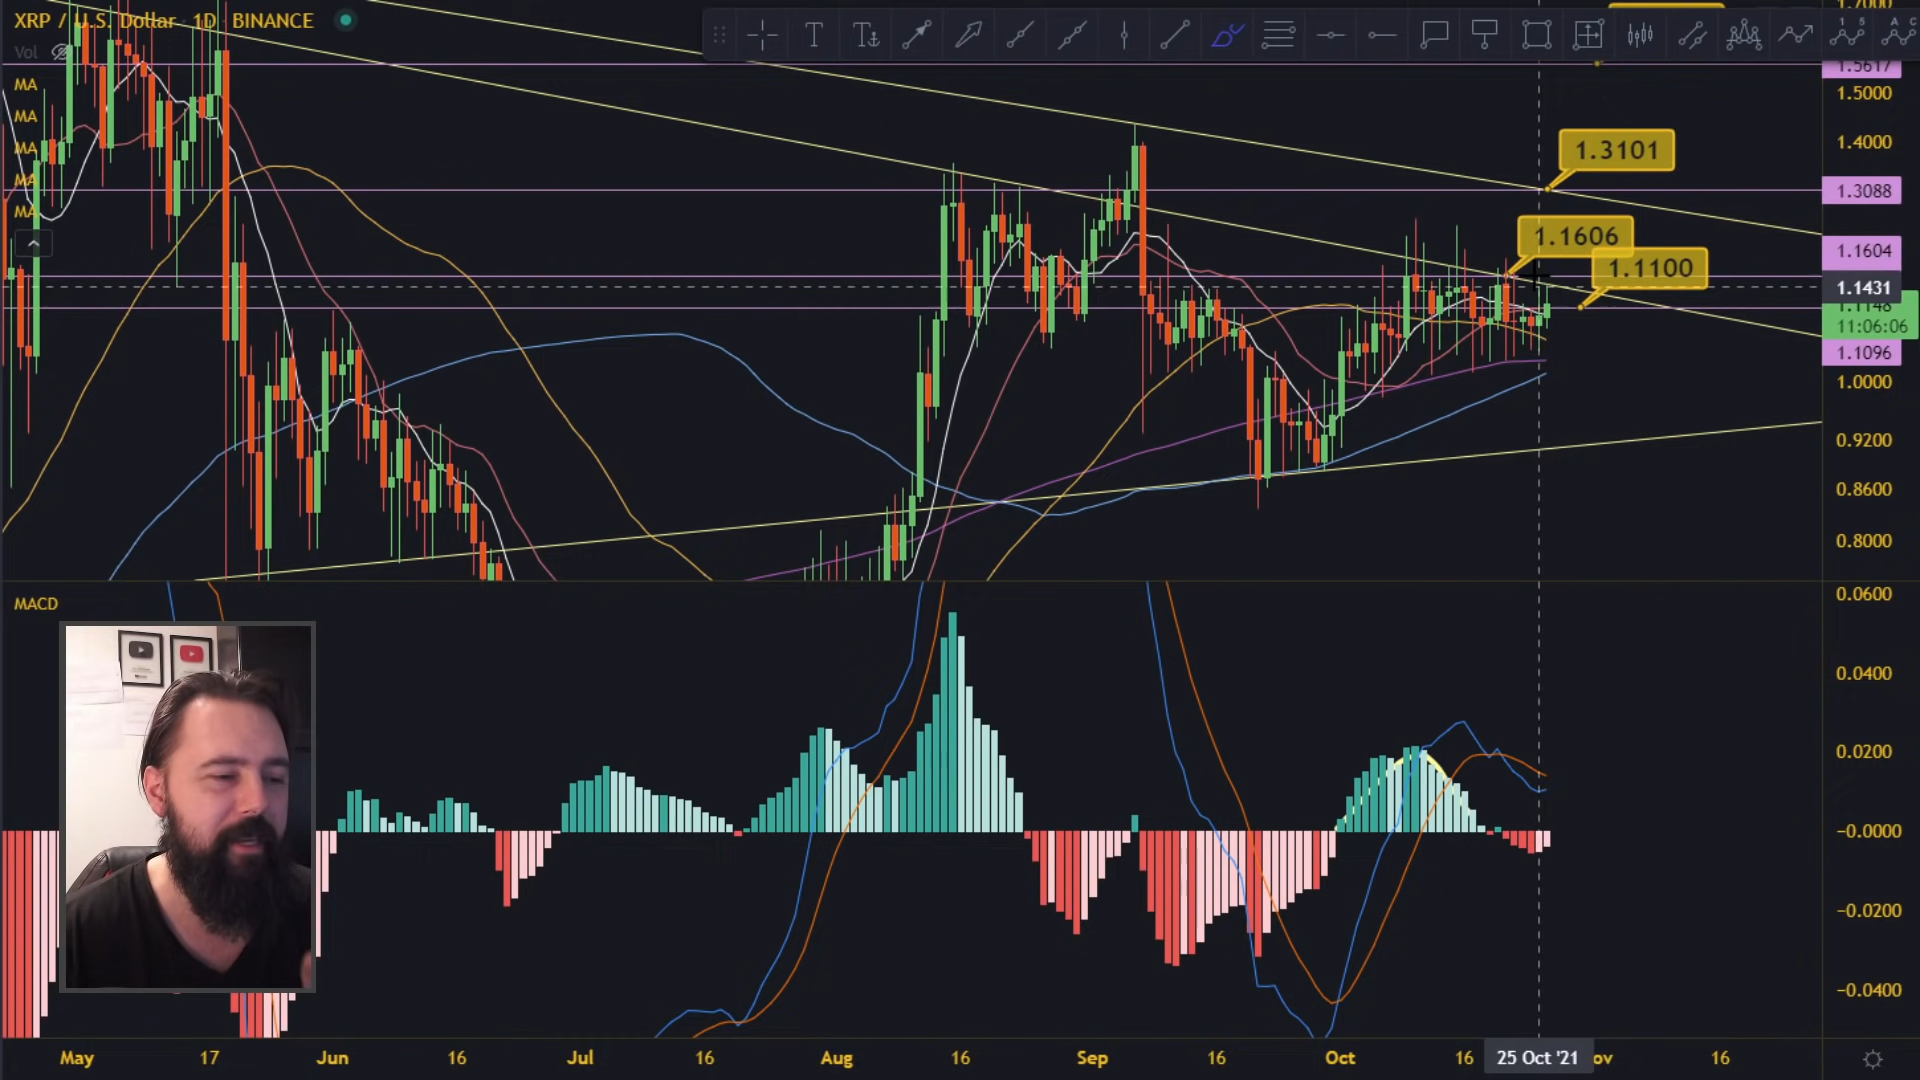 XRP / U.S. Dollar · 1D · BINANCE
Vol
MA
MA
MA
MA
MA
1.5617
1.5000
1.4000
1.3101
1.3088
1.1606
1.1604
1.1100
1.1431
1.1148
11:06:06
1.1096
1.0000
0.9200
0.8600
0.8000
MACD
0.0600
0.0400
0.0200
−0.0000
−0.0200
−0.0400
May 17 Jun 16 Jul 16 Aug 16 Sep 16 Oct 16 25 Oct '21 ov 16